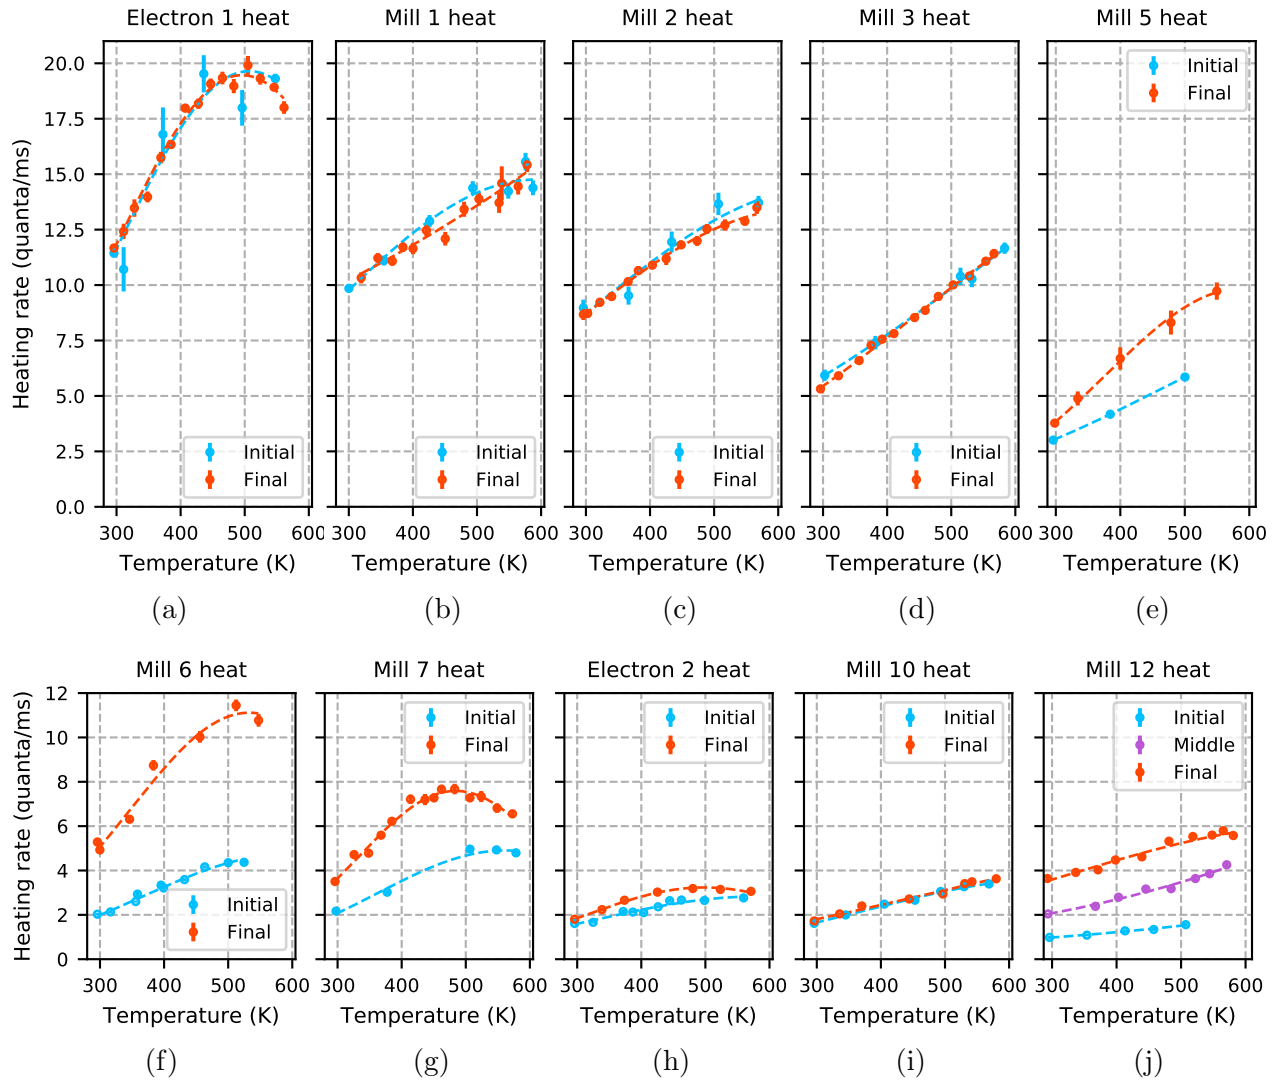 Electron 1 heat Mill 1 heat Mill 2 heat Mill 3 heat Mill 5 heat
Heating rate (quanta/ms)
20.0
17.5
15.0
12.5
10.0
7.5
5.0
2.5
0.0
Initial
Final
Initial
Final
Initial
Final
Initial
Final
Initial
Final
300 400 500 600 300 400 500 600 300 400 500 600 300 400 500 600 300 400 500 600
Temperature (K) Temperature (K) Temperature (K) Temperature (K) Temperature (K)
(a) (b) (c) (d) (e)
Mill 6 heat Mill 7 heat Electron 2 heat Mill 10 heat Mill 12 heat
Heating rate (quanta/ms)
12
10
8
6
4
2
0
Initial
Final
Initial
Final
Initial
Final
Initial
Final
Initial
Middle
Final
300 400 500 600 300 400 500 600 300 400 500 600 300 400 500 600 300 400 500 600
Temperature (K) Temperature (K) Temperature (K) Temperature (K) Temperature (K)
(f) (g) (h) (i) (j)